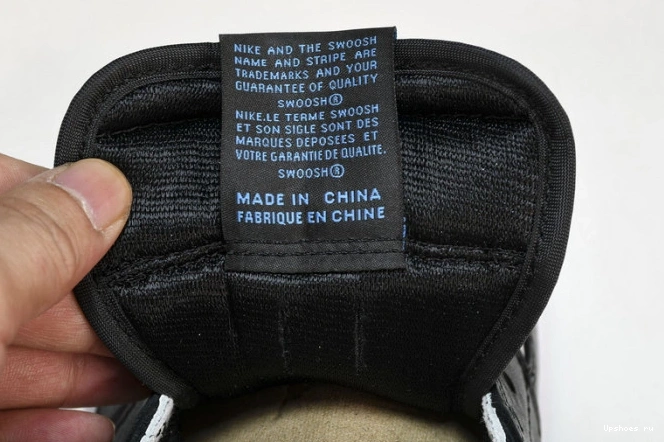 NIKE AND THE SWOOSH
NAME AND STRIPE ARE
TRADEMARKS AND YOUR
GUARANTEE OF QUALITY
SWOOSH®
NIKE.LE TERME SWOOSH
ET SON SIGLE SONT DES
MARQUES DEPOSEES ET
VOTRE GARANTIE DE QUALITE.
SWOOSH®
MADE IN CHINA
FABRIQUE EN CHINE
Upshoes.ru